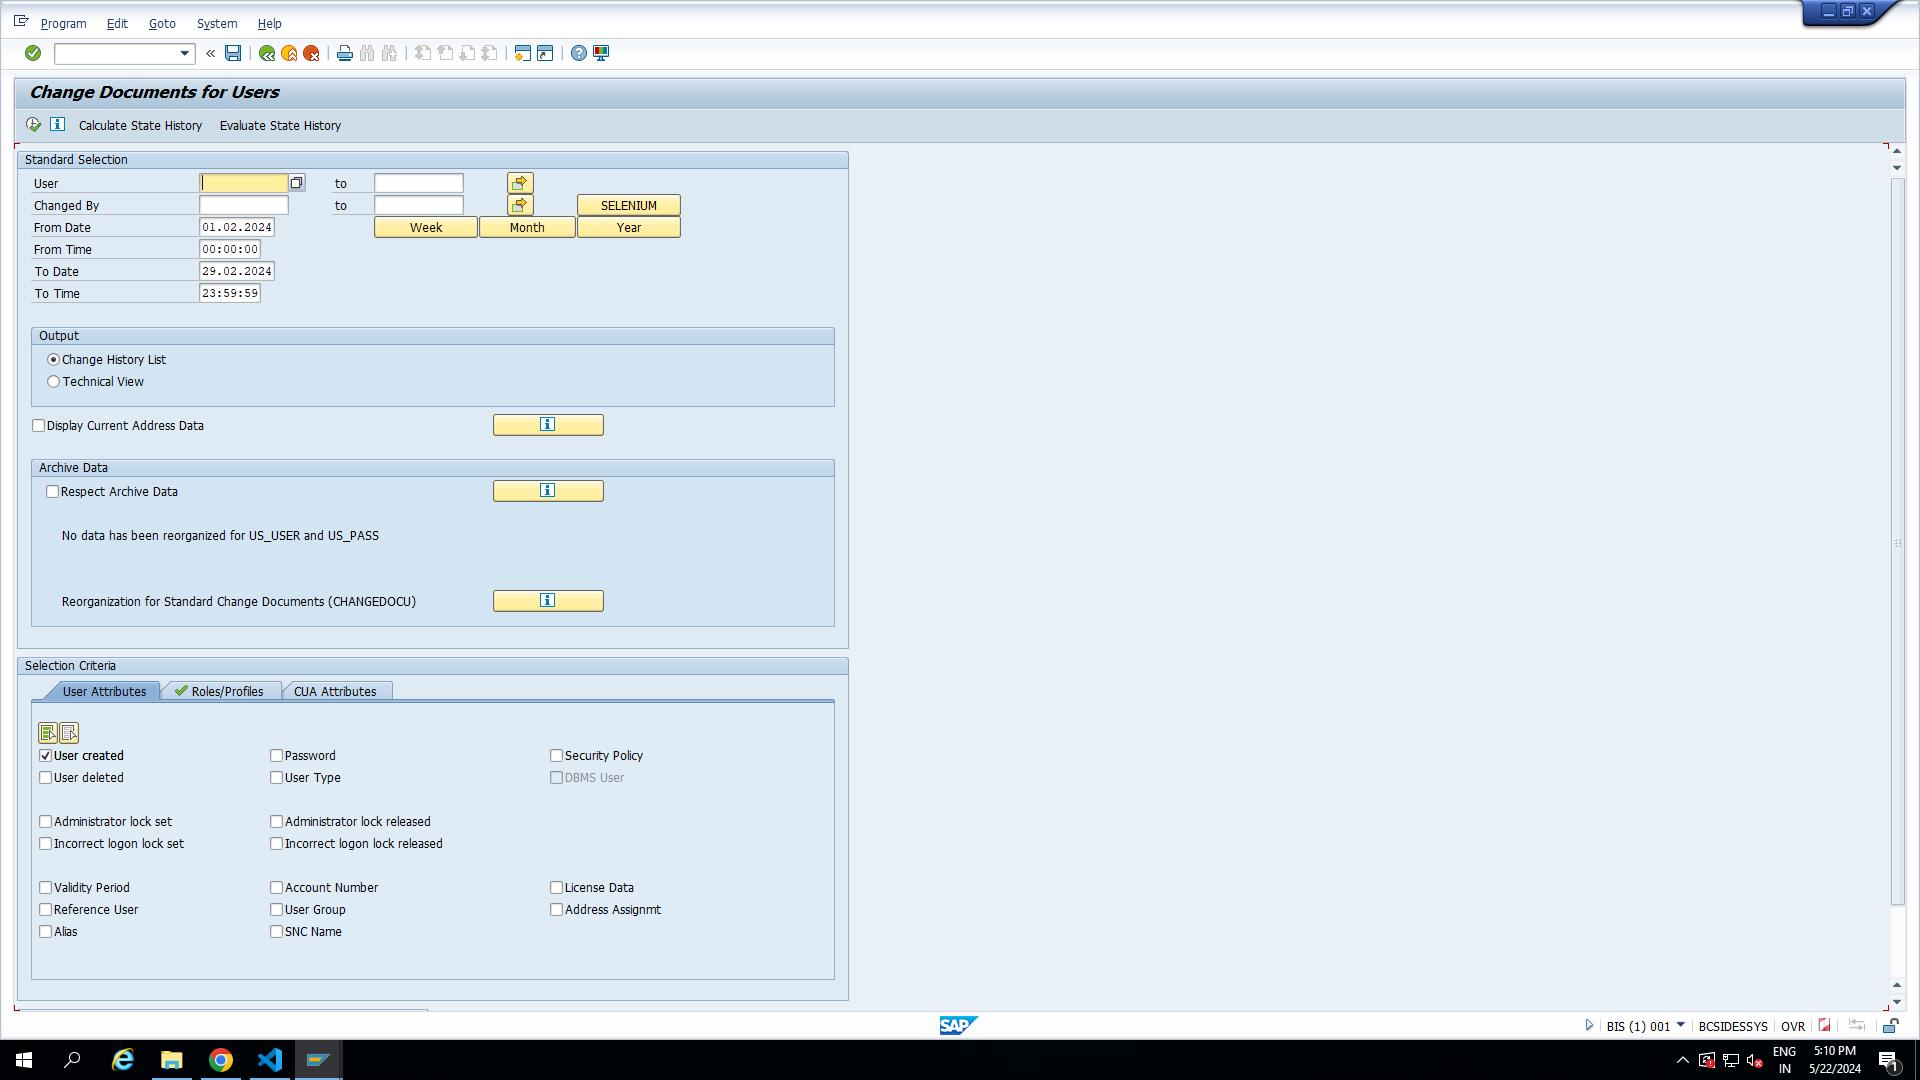 Program Edit Goto System Help
Change Documents for Users
Calculate State History Evaluate State History
Standard Selection
User to
Changed By to SELENIUM
From Date 01.02.2024 Week Month Year
From Time 00:00:00
To Date 29.02.2024
To Time 23:59:59
Output
Change History List
Technical View
Display Current Address Data
Archive Data
Respect Archive Data
No data has been reorganized for US_USER and US_PASS
Reorganization for Standard Change Documents (CHANGEDOCU)
Selection Criteria
User Attributes Roles/Profiles CUA Attributes
User created Password Security Policy
User deleted User Type DBMS User
Administrator lock set Administrator lock released
Incorrect logon lock set Incorrect logon lock released
Validity Period Account Number License Data
Reference User User Group Address Assignmt
Alias SNC Name
SAP BIS (1) 001 BCSIDESSYS OVR
ENG 5:10 PM
IN 5/22/2024 1